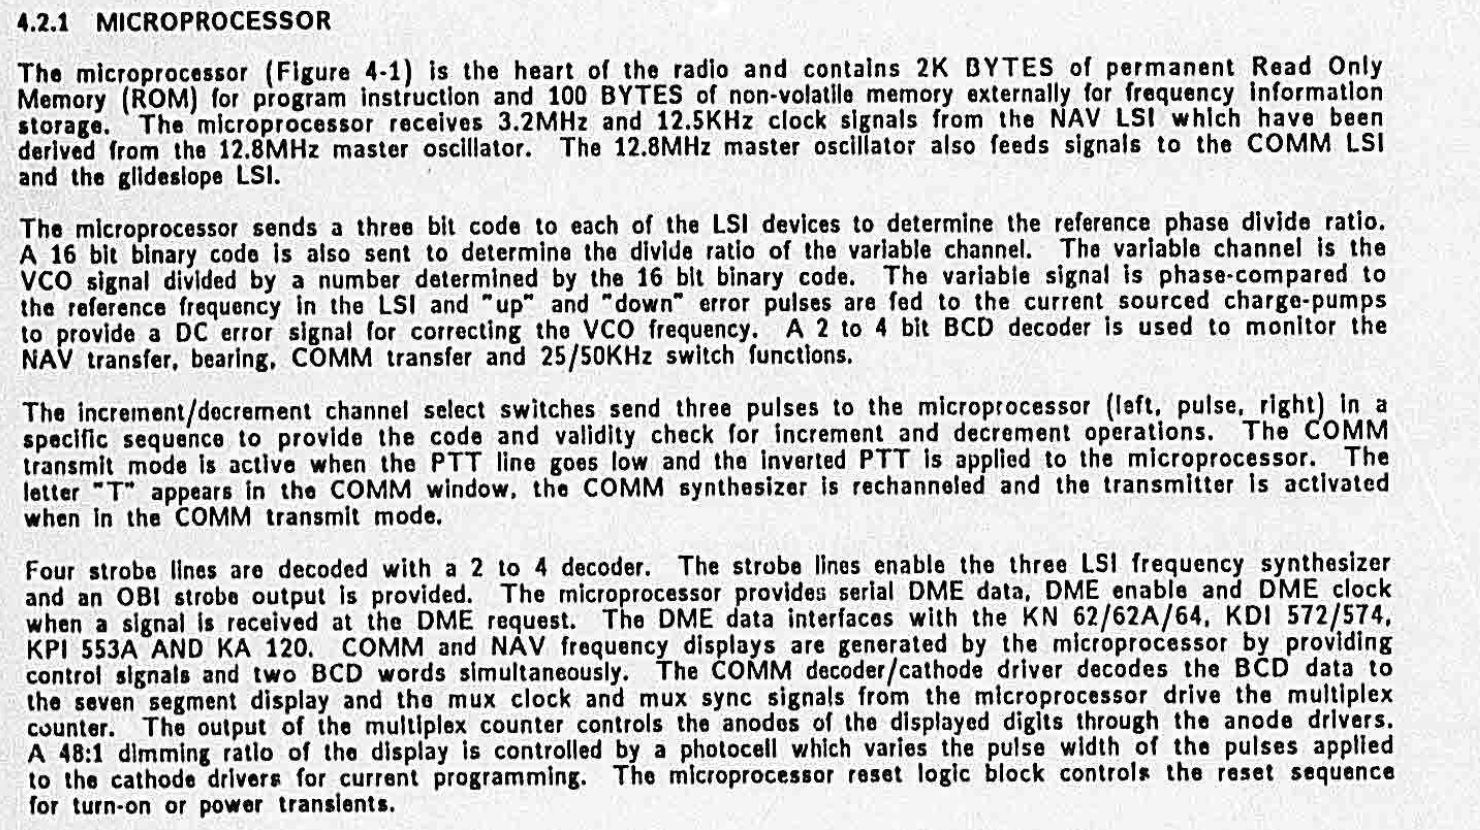 4.2.1 MICROPROCESSOR
The microprocessor (Figure 4-1) is the heart of the radio and contains 2K BYTES of permanent Read Only
Memory (ROM) for program instruction and 100 BYTES of non-volatile memory externally for frequency information
storage. The microprocessor receives 3.2MHz and 12.5KHz clock signals from the NAV LSI which have been
derived from the 12.8MHz master oscillator. The 12.8MHz master oscillator also feeds signals to the COMM LSI
and the glideslope LSI.
The microprocessor sends a three bit code to each of the LSI devices to determine the reference phase divide ratio.
A 16 bit binary code is also sent to determine the divide ratio of the variable channel. The variable channel is the
VCO signal divided by a number determined by the 16 bit binary code. The variable signal is phase-compared to
the reference frequency in the LSI and "up" and "down" error pulses are fed to the current sourced charge-pumps
to provide a DC error signal for correcting the VCO frequency. A 2 to 4 bit BCD decoder is used to monitor the
NAV transfer, bearing, COMM transfer and 25/50KHz switch functions.
The increment/decrement channel select switches send three pulses to the microprocessor (left, pulse, right) in a
specific sequence to provide the code and validity check for increment and decrement operations. The COMM
transmit mode is active when the PTT line goes low and the inverted PTT is applied to the microprocessor. The
letter "T" appears in the COMM window, the COMM synthesizer is rechanneled and the transmitter is activated
when in the COMM transmit mode.
Four strobe lines are decoded with a 2 to 4 decoder. The strobe lines enable the three LSI frequency synthesizer
and an OBI strobe output is provided. The microprocessor provides serial DME data, DME enable and DME clock
when a signal is received at the DME request. The DME data interfaces with the KN 62/62A/64, KDI 572/574,
KPI 553A AND KA 120. COMM and NAV frequency displays are generated by the microprocessor by providing
control signals and two BCD words simultaneously. The COMM decoder/cathode driver decodes the BCD data to
the seven segment display and the mux clock and mux sync signals from the microprocessor drive the multiplex
counter. The output of the multiplex counter controls the anodes of the displayed digits through the anode drivers.
A 48:1 dimming ratio of the display is controlled by a photocell which varies the pulse width of the pulses applied
to the cathode drivers for current programming. The microprocessor reset logic block controls the reset sequence
for turn-on or power transients.